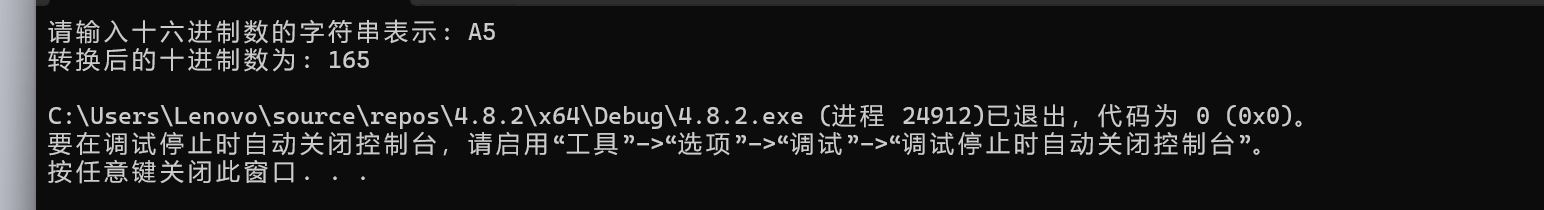 请输入十六进制数的字符串表示: A5
转换后的十进制数为: 165
C:\Users\Lenovo\source\repos\4.8.2\x64\Debug\4.8.2.exe (进程 24912)已退出，代码为 0 (0x0)。
要在调试停止时自动关闭控制台，请启用“工具”->“选项”->“调试”->“调试停止时自动关闭控制台”。
按任意键关闭此窗口. . .